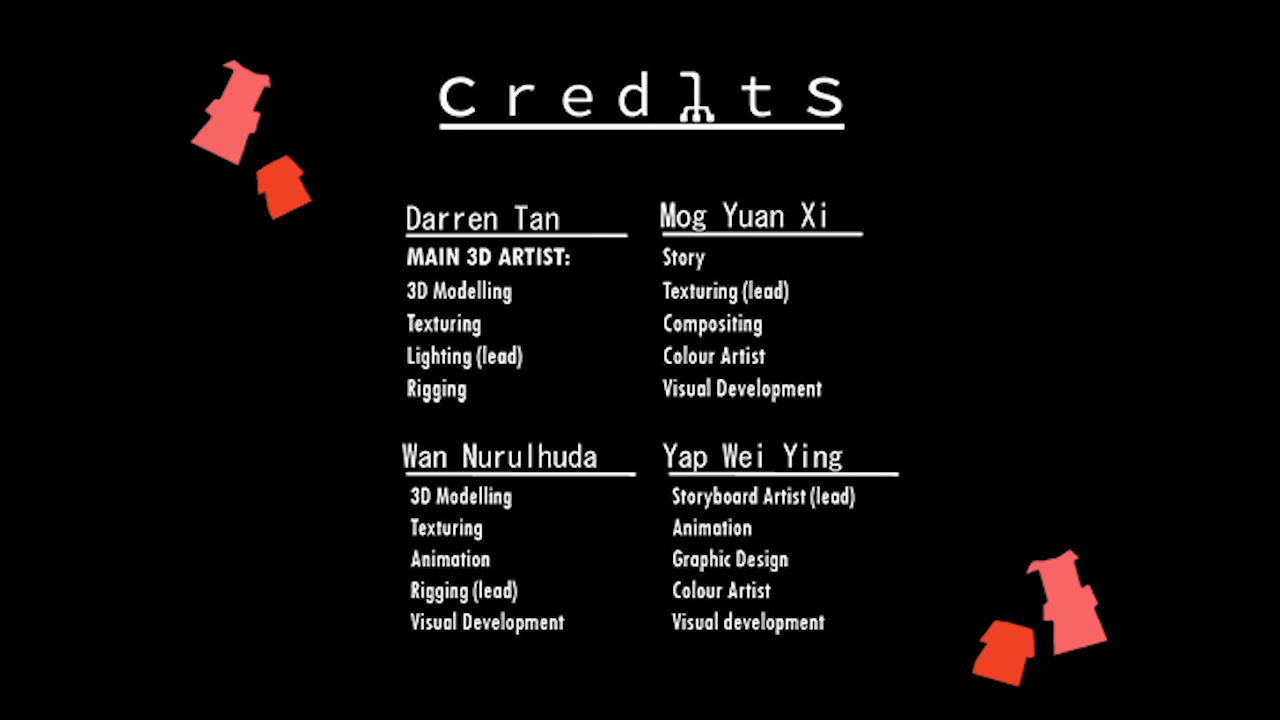 Credits
Darren Tan
MAIN 3D ARTIST:
3D Modelling
Texturing
Lighting (lead)
Rigging
Mog Yuan Xi
Story
Texturing (lead)
Compositing
Colour Artist
Visual Development
Wan Nurulhuda
3D Modelling
Texturing
Animation
Rigging (lead)
Visual Development
Yap Wei Ying
Storyboard Artist (lead)
Animation
Graphic Design
Colour Artist
Visual development